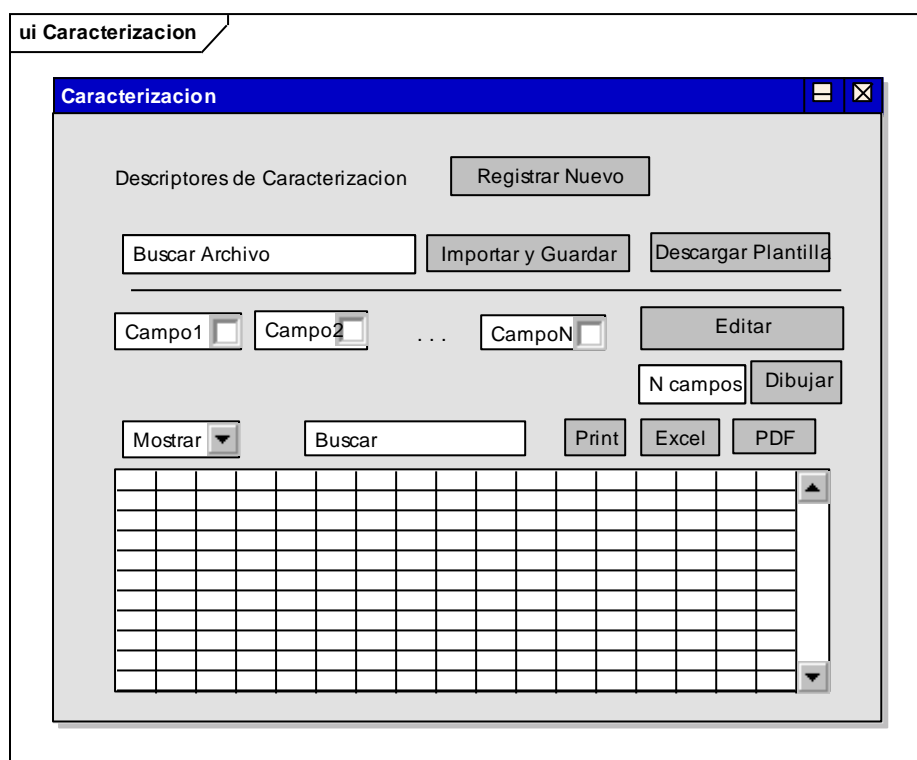 ui Caracterizacion
Caracterizacion
Descriptores de Caracterizacion Registrar Nuevo
Buscar Archivo Importar y Guardar Descargar Plantilla
Campo1 Campo2 . . . CampoN Editar
N campos Dibujar
Mostrar Buscar Print Excel PDF